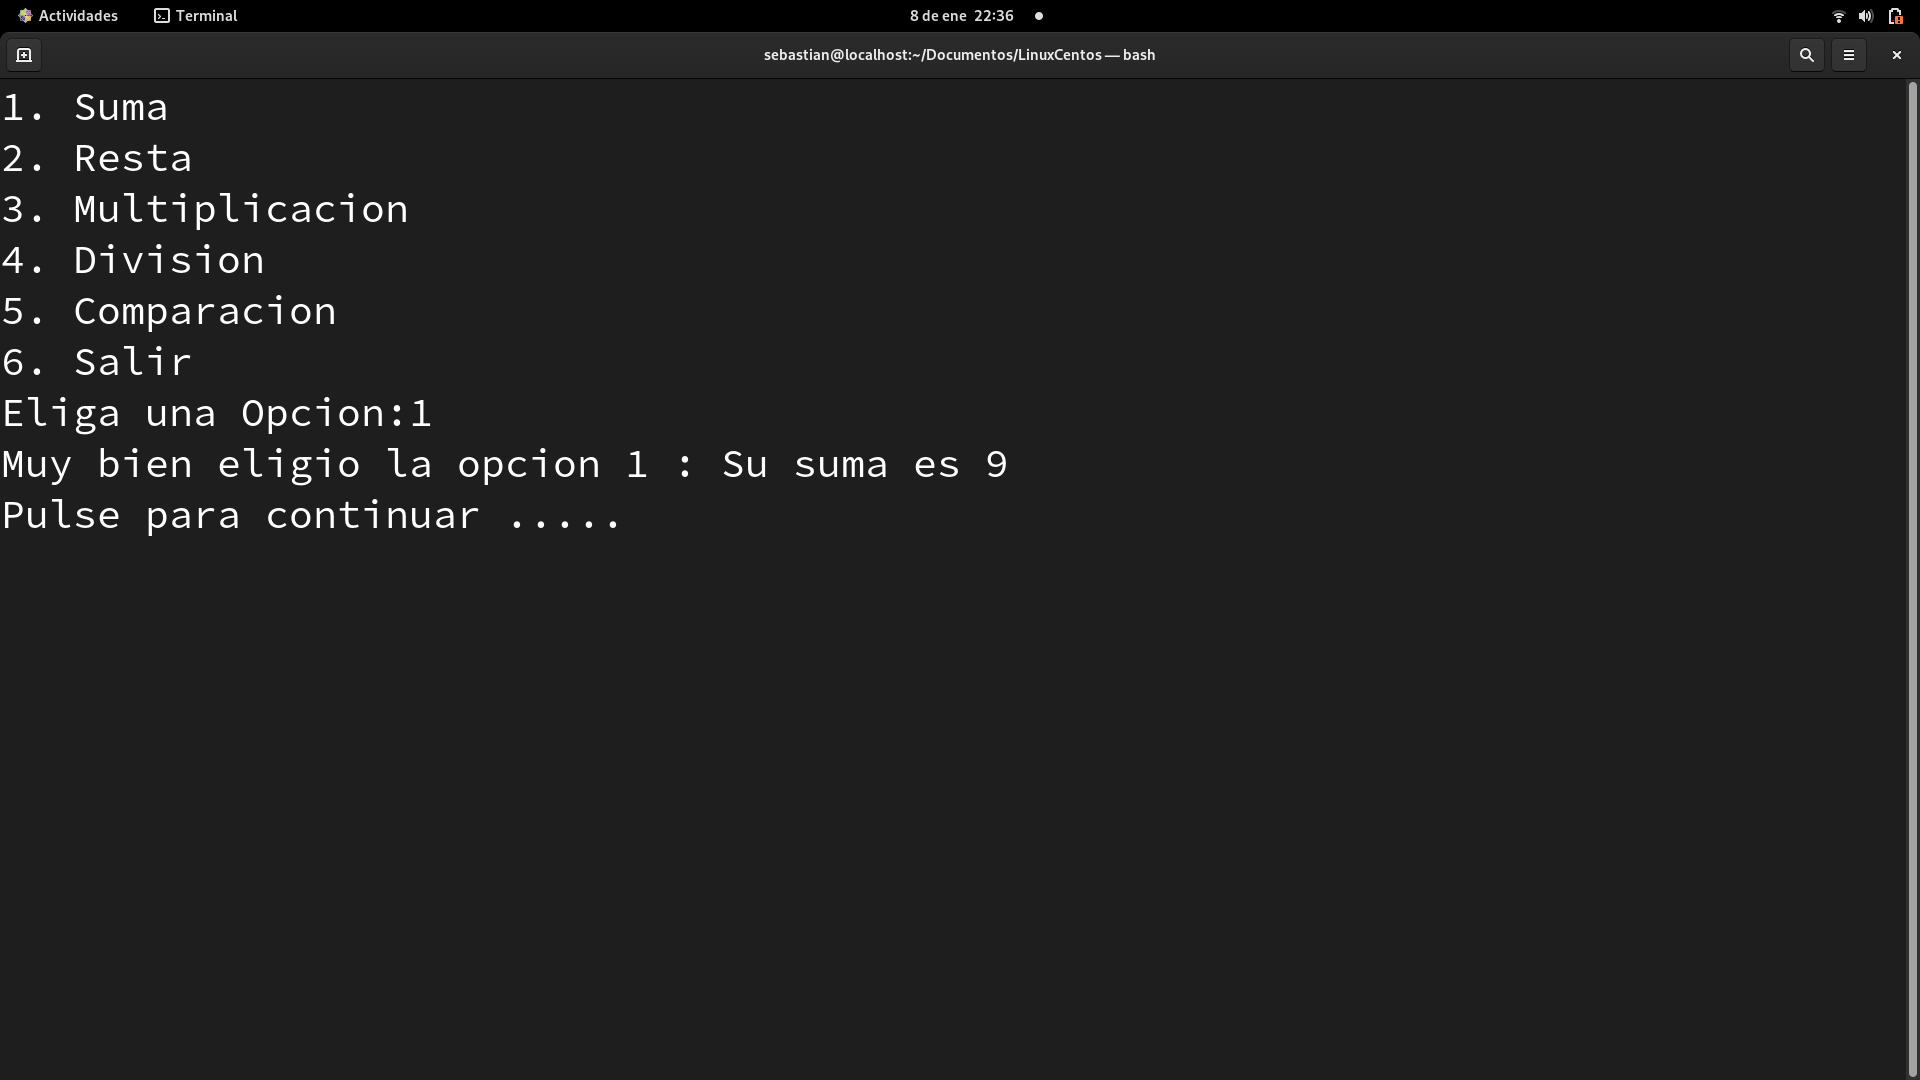 Actividades Terminal 8 de ene 22:36
sebastian@localhost:~/Documentos/LinuxCentos — bash
1. Suma
2. Resta
3. Multiplicacion
4. Division
5. Comparacion
6. Salir
Eliga una Opcion:1
Muy bien eligio la opcion 1 : Su suma es 9
Pulse para continuar .....